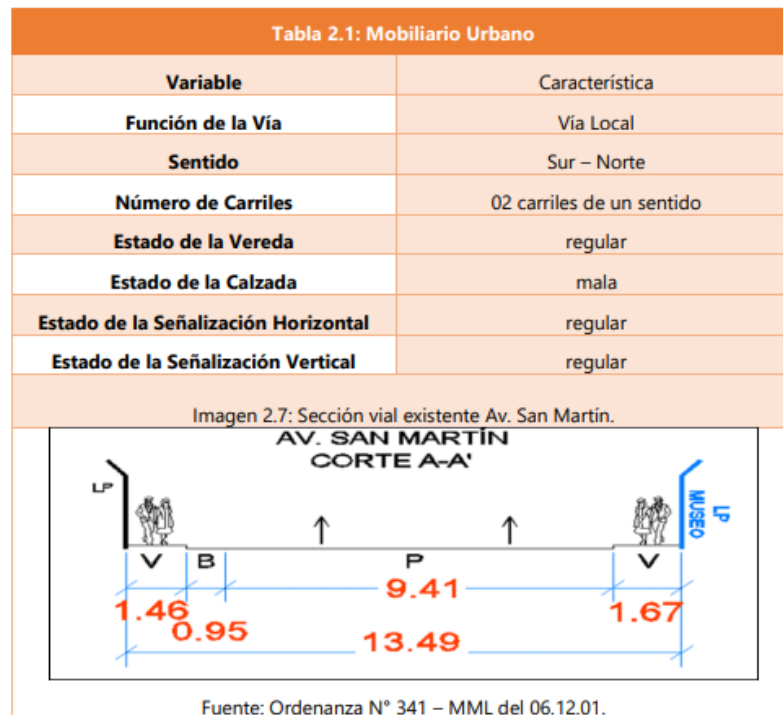 Tabla 2.1: Mobiliario Urbano
Variable Característica
Función de la Vía Vía Local
Sentido Sur – Norte
Número de Carriles 02 carriles de un sentido
Estado de la Vereda regular
Estado de la Calzada mala
Estado de la Señalización Horizontal regular
Estado de la Señalización Vertical regular
Imagen 2.7: Sección vial existente Av. San Martín.
AV. SAN MARTÍN
CORTE A-A'
LP
LP
MUSEO
V B P V
9.41
1.46 1.67
0.95
13.49
Fuente: Ordenanza N° 341 – MML del 06.12.01.